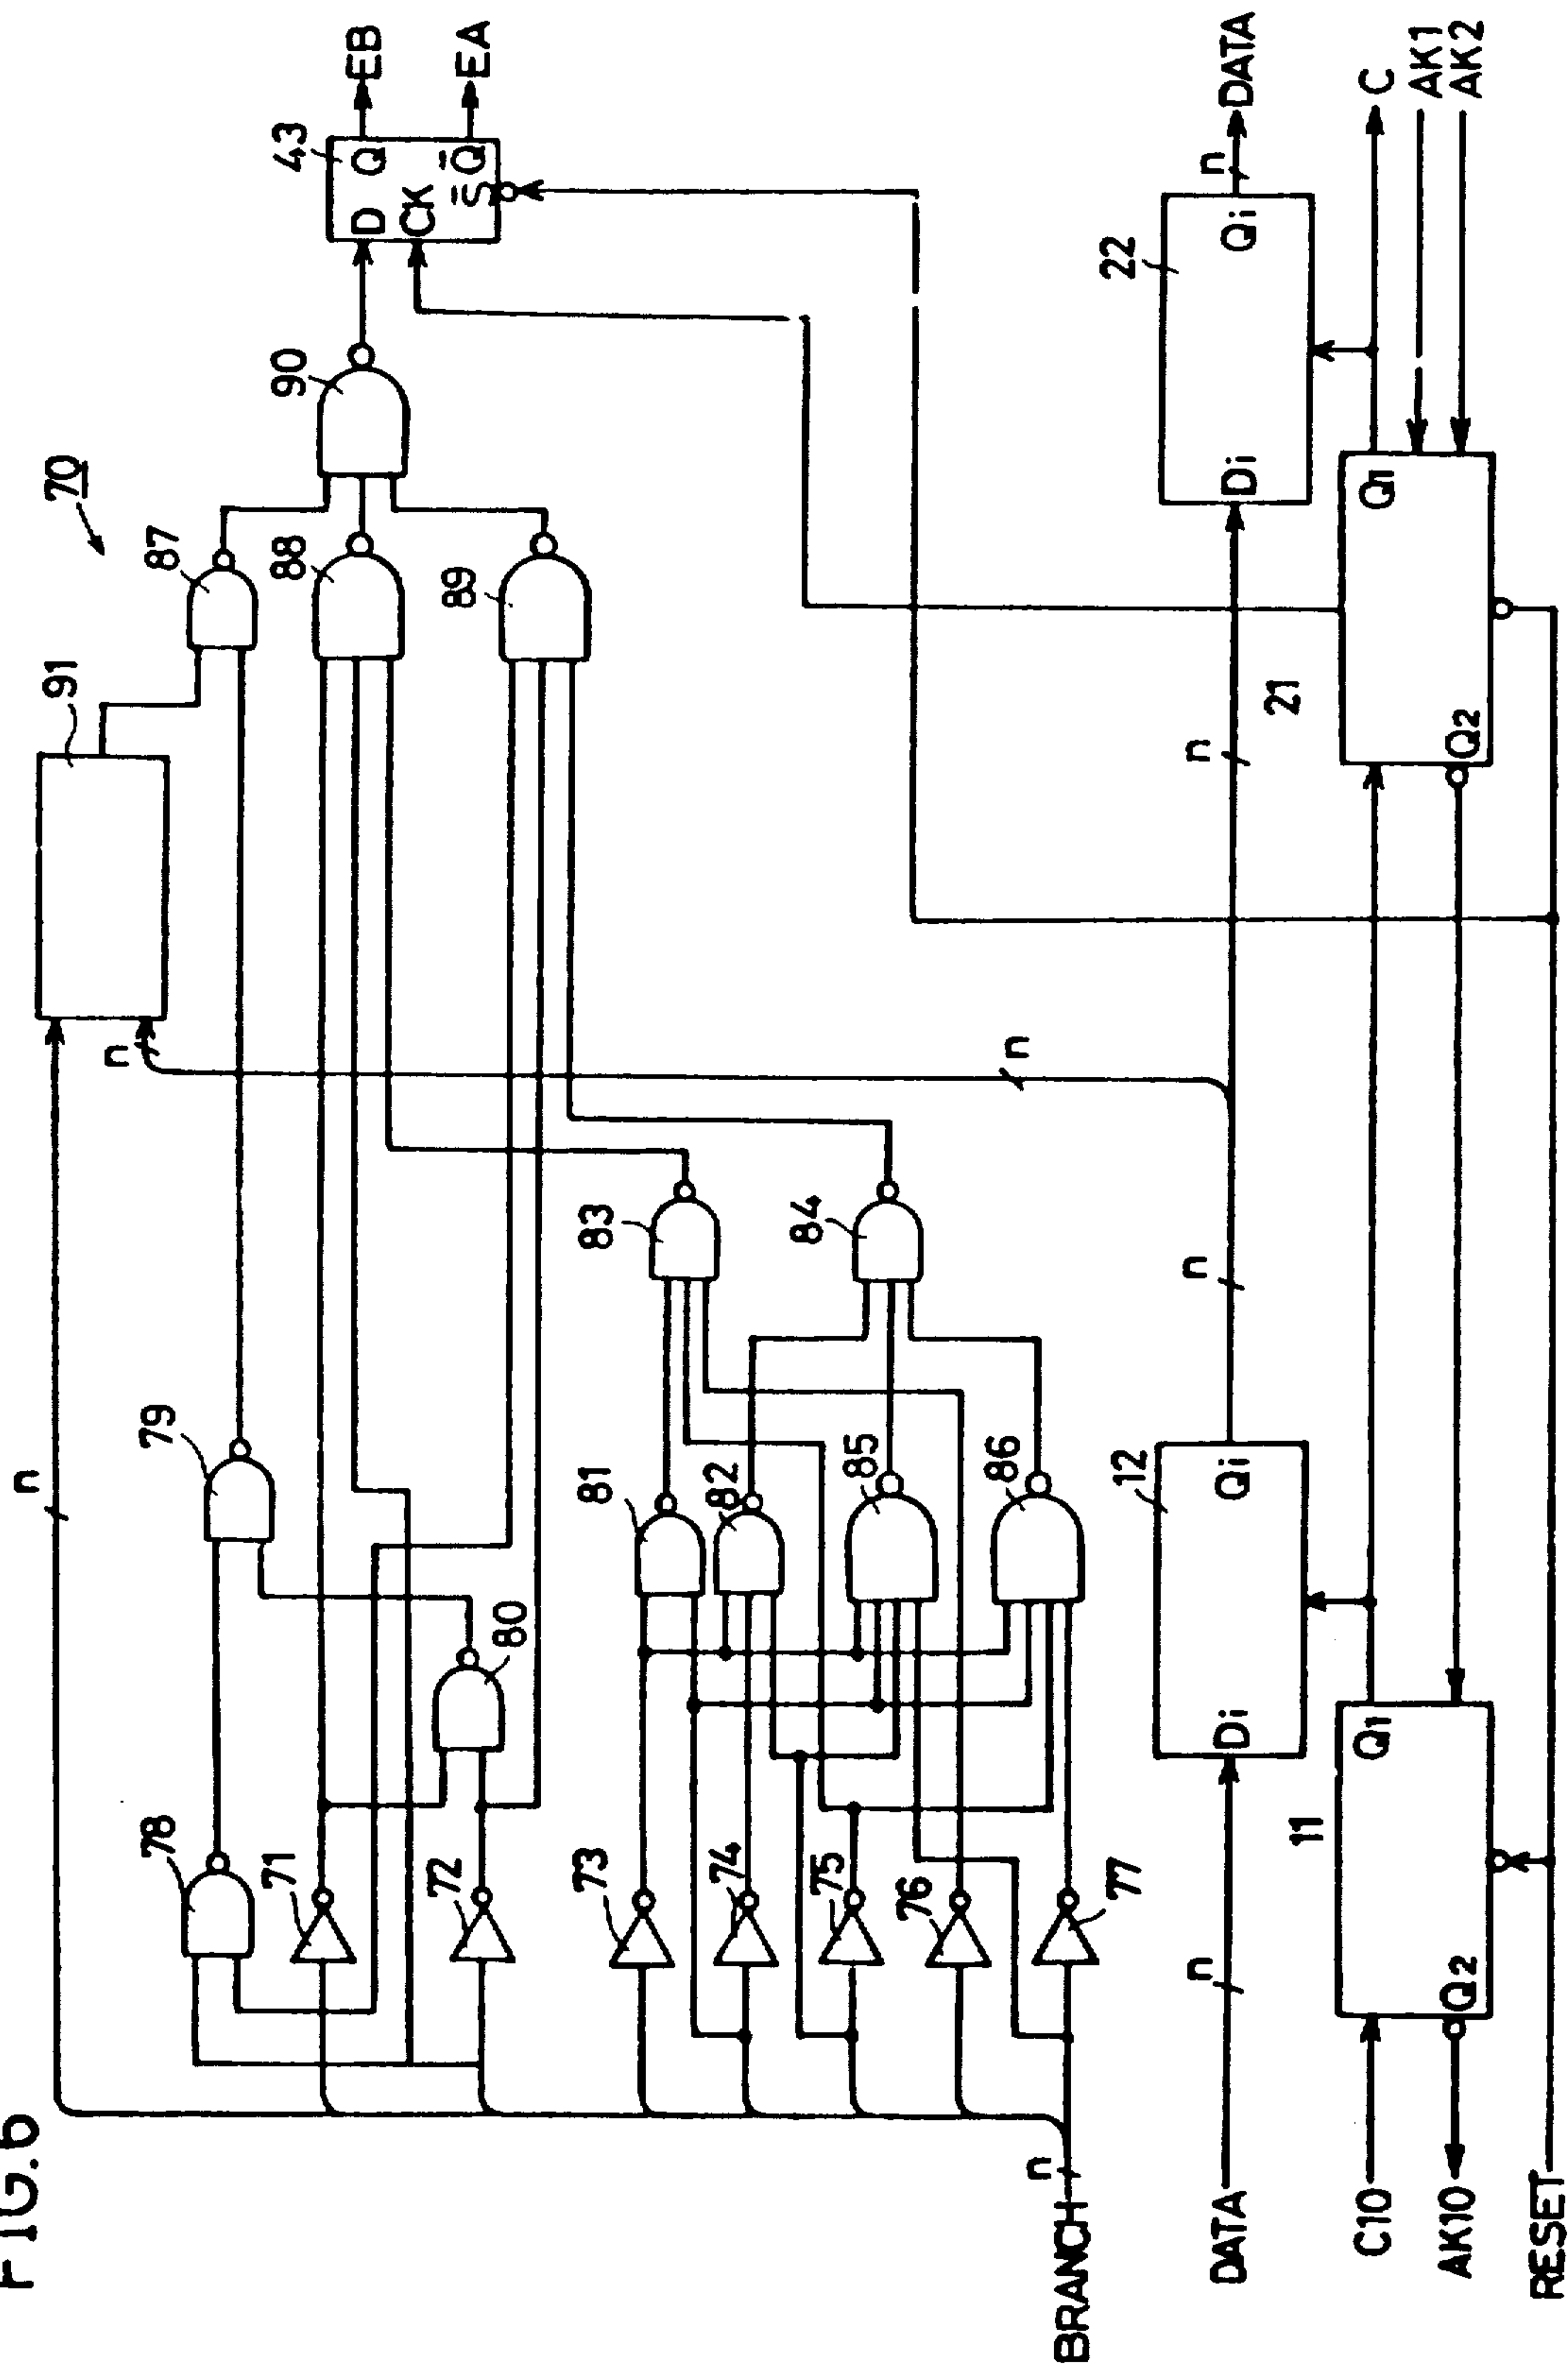 FIG.6
n
91
70
n
78
79
87
71
88
90
43
72
80
89
D Q
EB
CK
S̄ Q̄
EA
73
81
83
74
82
75
84
85
76
86
77
n
n
BRANCH
12
22
n
n
n
n
DATA
Di
Qi
Di
Qi
DATA
11
21
C10
Q1
Q1
C
AK1
AK10
Q2
Q2
AK2
RESET